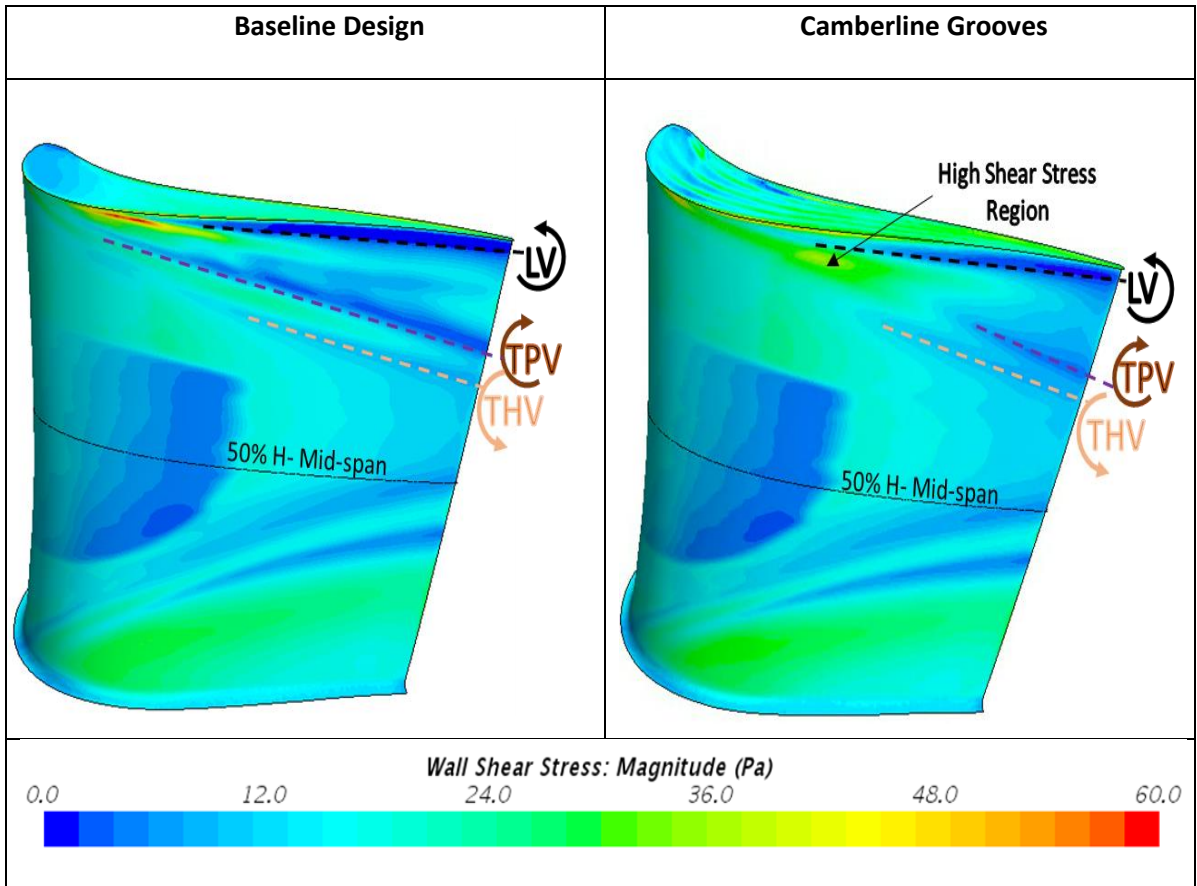 Baseline Design
Camberline Grooves
LV
TPV
THV
50% H- Mid-span
High Shear Stress
Region
LV
TPV
THV
50% H- Mid-span
Wall Shear Stress: Magnitude (Pa)
0.0 12.0 24.0 36.0 48.0 60.0